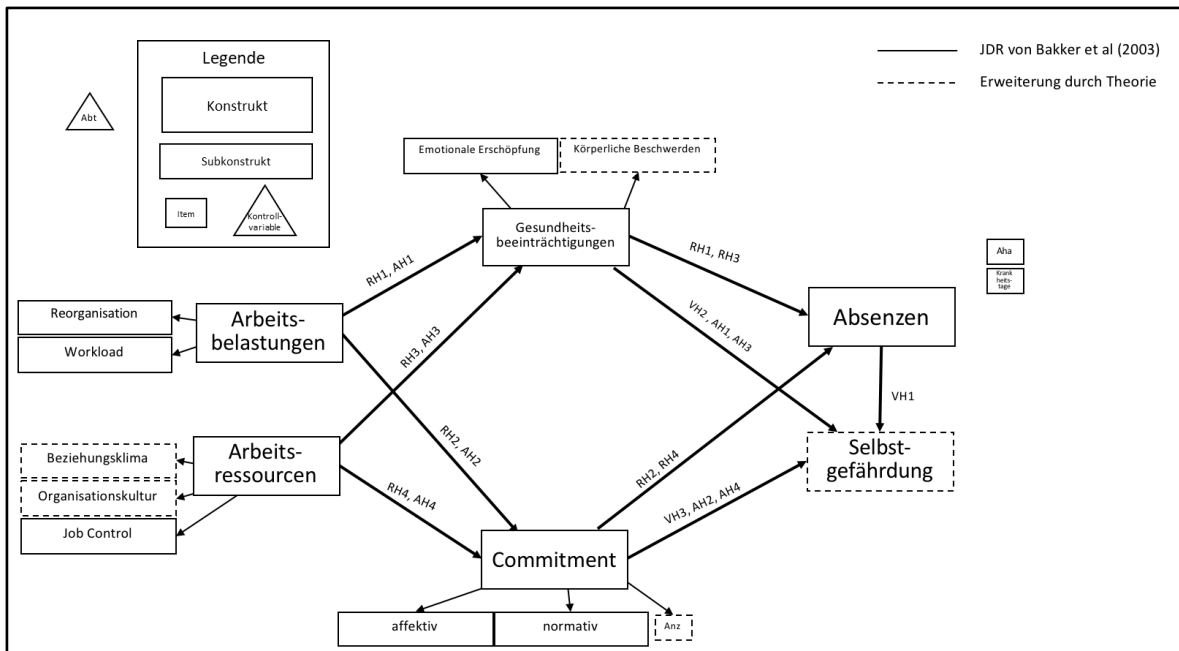 Legende
Konstrukt
Subkonstrukt
Item
Kontroll-
variable
Abt
JDR von Bakker et al (2003)
Erweiterung durch Theorie
Emotionale Erschöpfung
Körperliche Beschwerden
Gesundheits-
beeinträchtigungen
RH1, AH1
RH1, RH3
Aha
Krank
heits-
tage
Reorganisation
Workload
Arbeits-
belastungen
RH3, AH3
VH2 , AH1, AH3
Absenzen
VH1
RH2, AH2
RH2, RH4
Beziehungsklima
Organisationskultur
Job Control
Arbeits-
ressourcen
Selbst-
gefährdung
RH4, AH4
VH3, AH2, AH4
Commitment
affektiv
normativ
Anz